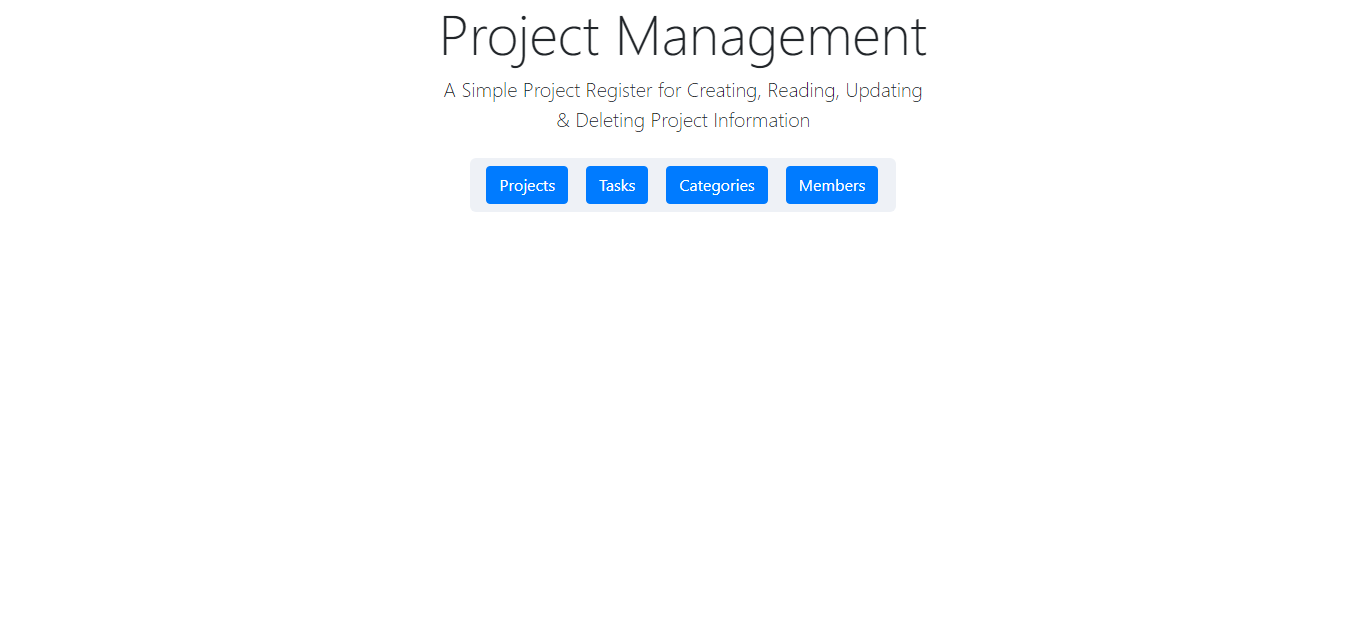 Project Management
A Simple Project Register for Creating, Reading, Updating
& Deleting Project Information
Projects Tasks Categories Members